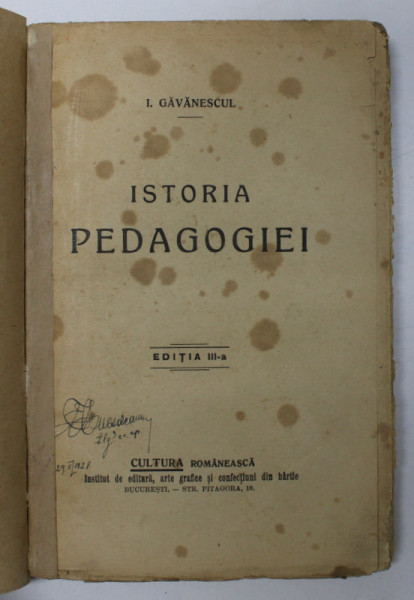 I. GĂVĂNESCUL
ISTORIA
PEDAGOGIEI
EDIȚIA III-a
CULTURA ROMÂNEASCĂ
Institut de editură, arte grafice și confecțiuni din hârtie
BUCUREȘTI. — STR. PITAGORA, 18.